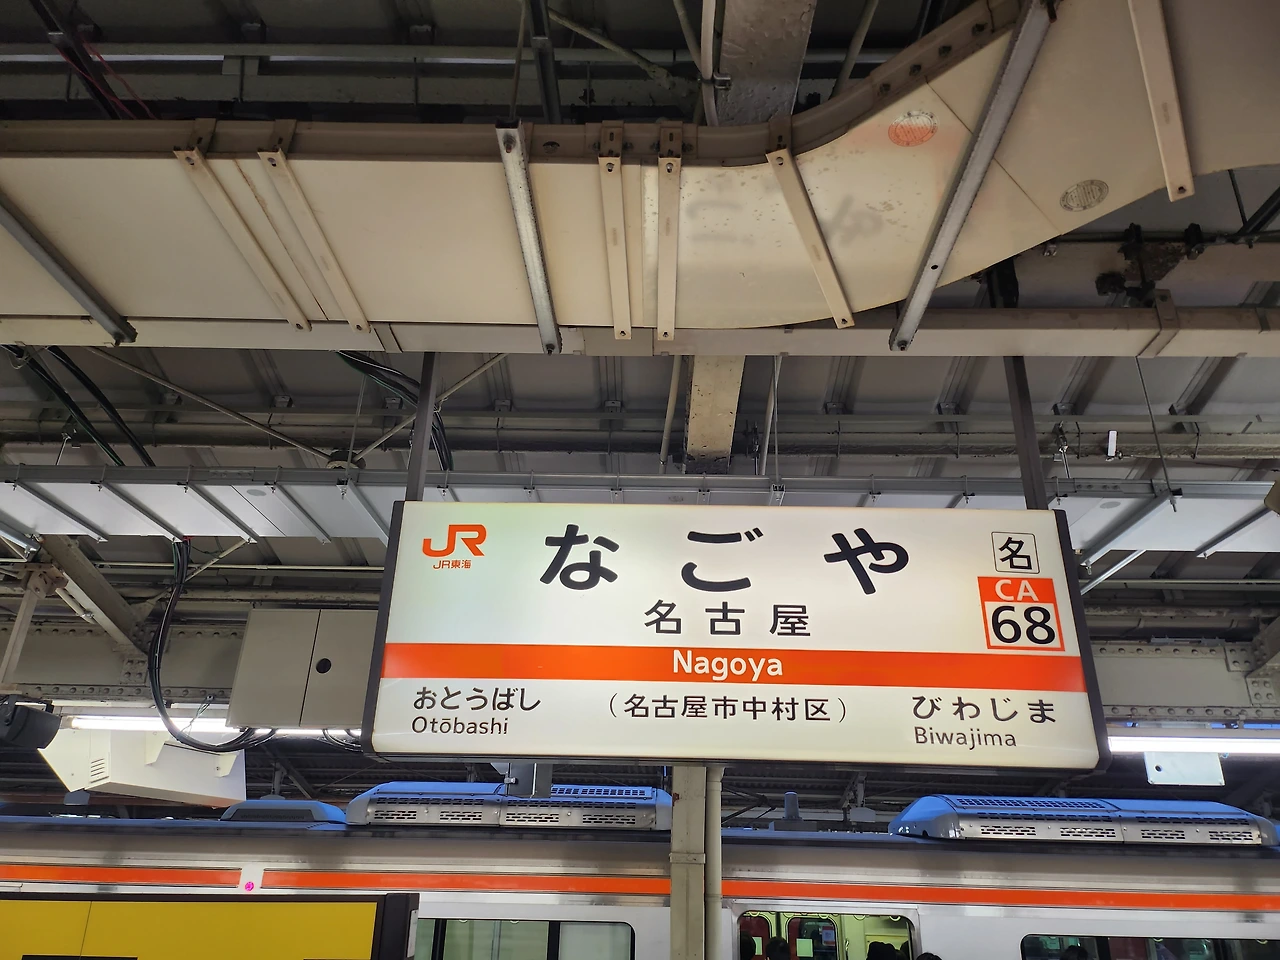 JR
JR東海
なごや
名古屋
名
CA
68
Nagoya
おとうばし
Otōbashi
（名古屋市中村区）
びわじま
Biwajima